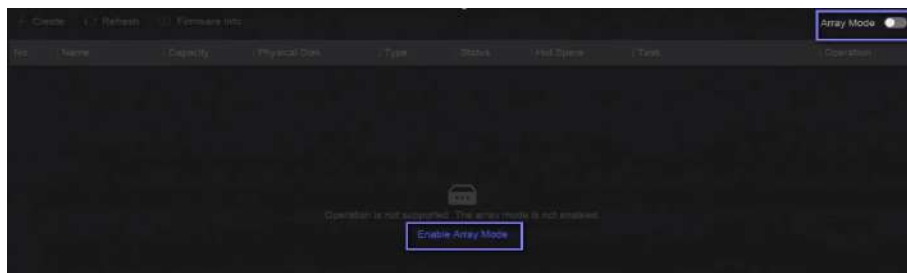 + Create Refresh Firmware Info Array Mode
No. Name Capacity Physical Disk Type Status Hot Spare Task Operation
Operation is not supported. The array mode is not enabled.
Enable Array Mode